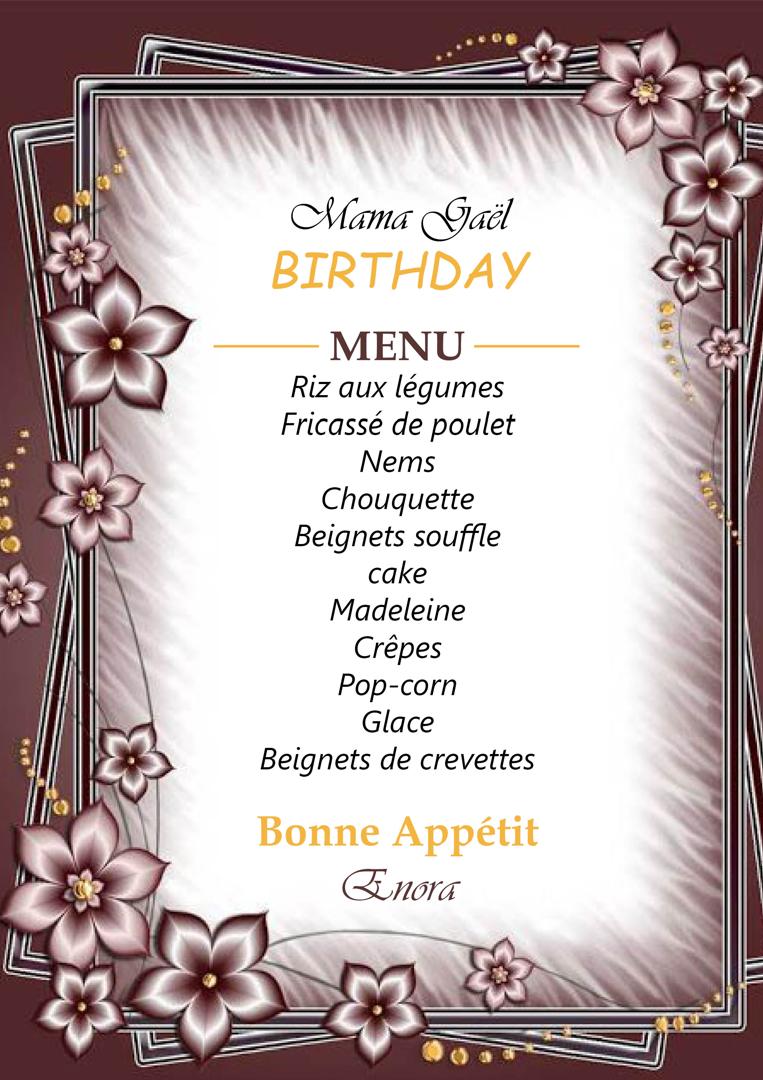 Mama Gaël
BIRTHDAY
MENU
Riz aux légumes
Fricassé de poulet
Nems
Chouquette
Beignets souffle
cake
Madeleine
Crêpes
Pop-corn
Glace
Beignets de crevettes
Bonne Appétit
Enora